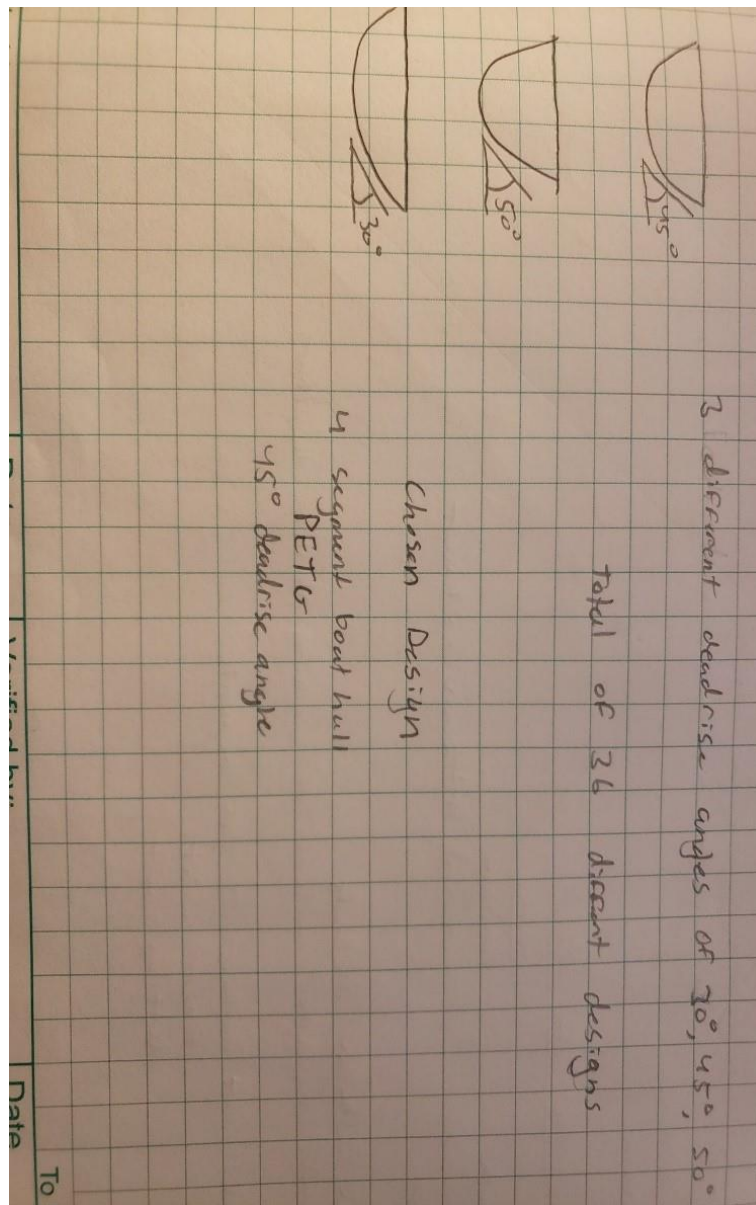 3 different deadrise angles of 30°, 45°, 50°
Total of 36 diffent designs
Chosen Design
4 segment boat hull
PETG
45° deadrise angle
45°
50°
30°
To
Date